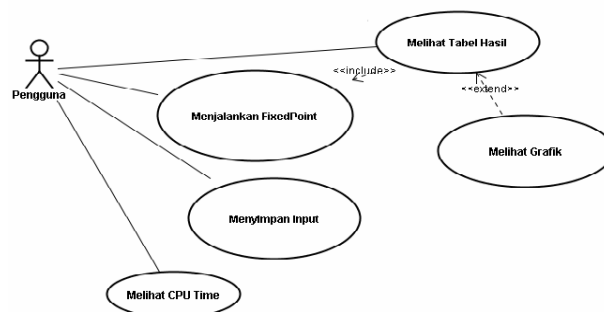 Melihat Tabel Hasil
<<include>>
Pengguna
<<extend>>
Menjalankan FixedPoint
Melihat Grafik
Menyimpan Input
Melihat CPU Time